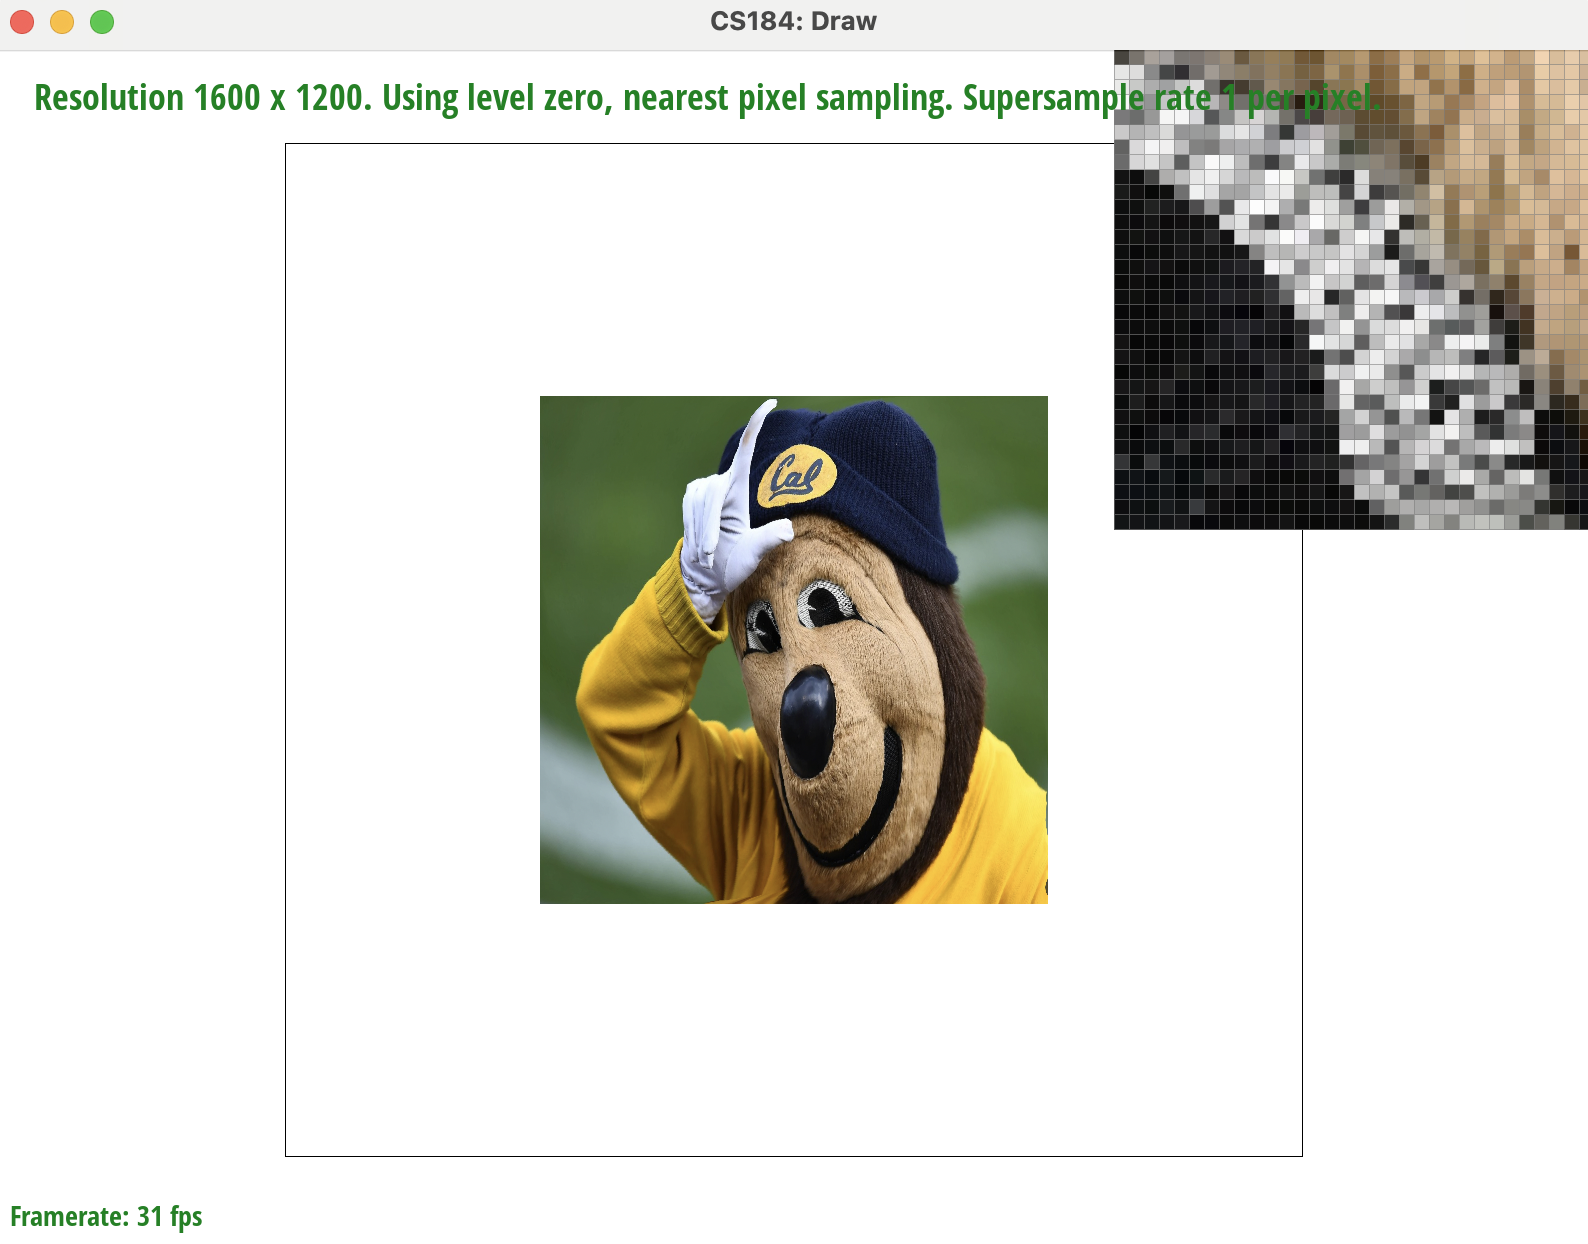 CS184: Draw
Resolution 1600 x 1200. Using level zero, nearest pixel sampling. Supersample rate 1 per pixel.
Cal
Framerate: 31 fps